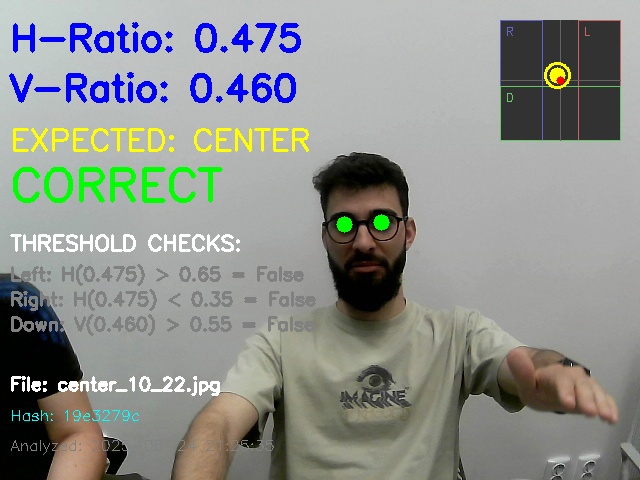 H-Ratio: 0.475
V-Ratio: 0.460
EXPECTED: CENTER
CORRECT
THRESHOLD CHECKS:
Left: H(0.475) > 0.65 = False
Right: H(0.475) < 0.35 = False
Down: V(0.460) > 0.55 = False
File: center_10_22.jpg
Hash: 19e3279c
Analyzed:
R
L
D
IMAGINE